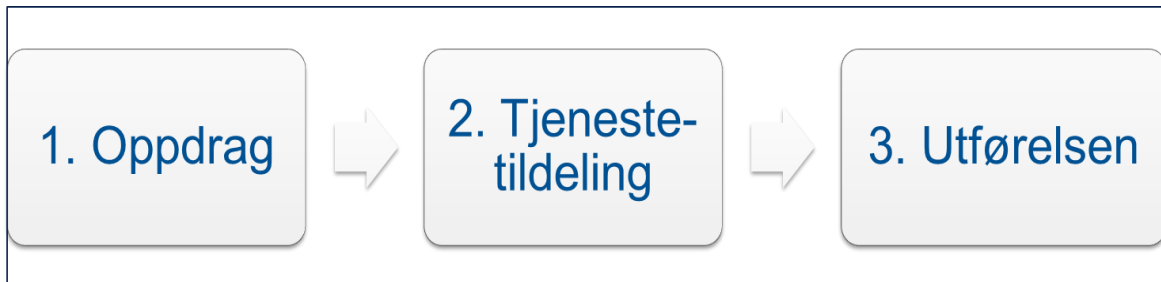 1. Oppdrag
2. Tjeneste-
tildeling
3. Utførelsen